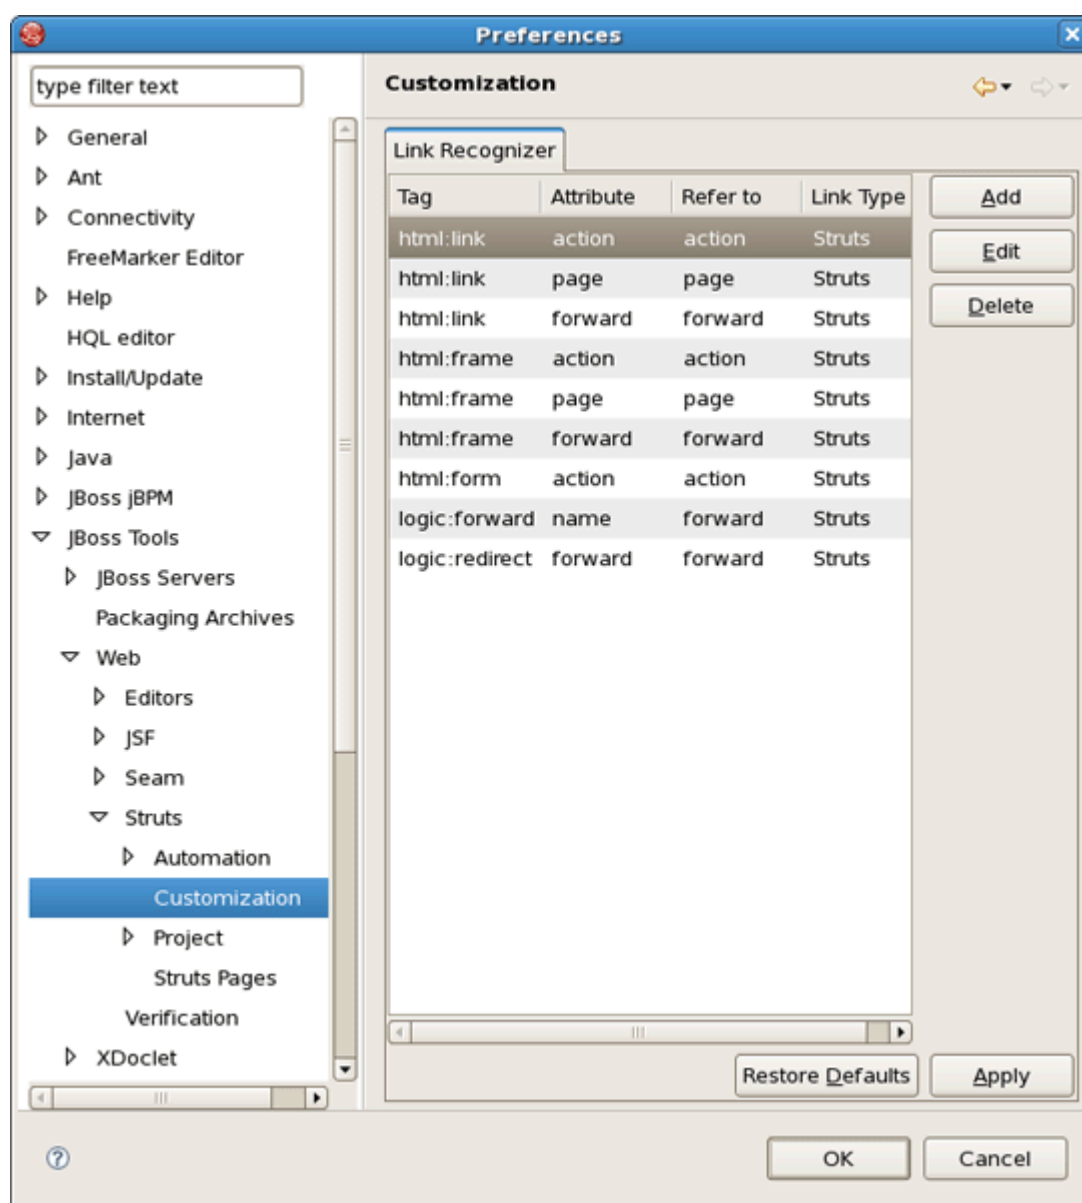 Preferences
type filter text
General
Ant
Connectivity
FreeMarker Editor
Help
HQL editor
Install/Update
Internet
Java
JBoss jBPM
JBoss Tools
JBoss Servers
Packaging Archives
Web
Editors
JSF
Seam
Struts
Automation
Customization
Project
Struts Pages
Verification
XDoclet
Customization
Link Recognizer
Tag Attribute Refer to Link Type
html:link action action Struts
html:link page page Struts
html:link forward forward Struts
html:frame action action Struts
html:frame page page Struts
html:frame forward forward Struts
html:form action action Struts
logic:forward name forward Struts
logic:redirect forward forward Struts
Add
Edit
Delete
Restore Defaults Apply
? OK Cancel